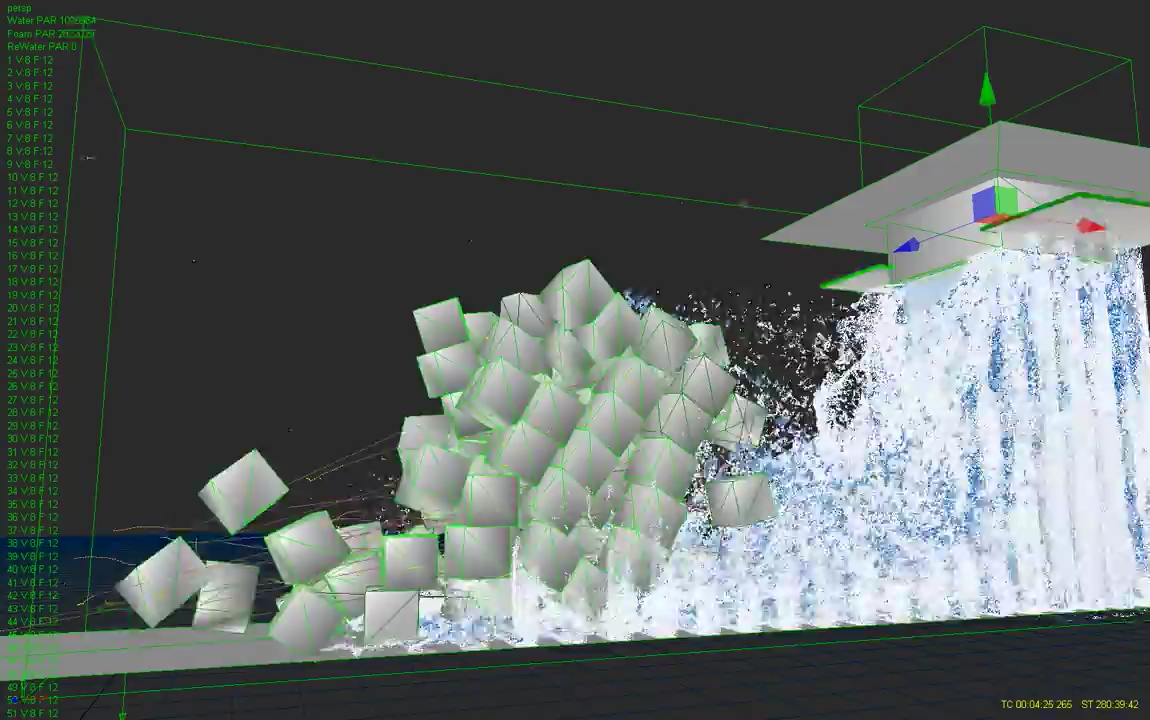 persp
Water PAR
Foam PAR
ReWater PAR 0
1 V:8 F:12
2 V:8 F:12
3 V:8 F:12
4 V:8 F:12
5 V:8 F:12
6 V:8 F:12
7 V:8 F:12
8 V:8 F:12
9 V:8 F:12
10 V:8 F:12
11 V:8 F:12
12 V:8 F:12
13 V:8 F:12
14 V:8 F:12
15 V:8 F:12
16 V:8 F:12
17 V:8 F:12
18 V:8 F:12
19 V:8 F:12
20 V:8 F:12
21 V:8 F:12
22 V:8 F:12
23 V:8 F:12
24 V:8 F:12
25 V:8 F:12
26 V:8 F:12
27 V:8 F:12
28 V:8 F:12
29 V:8 F:12
30 V:8 F:12
31 V:8 F:12
32 V:8 F:12
33 V:8 F:12
34 V:8 F:12
35 V:8 F:12
36 V:8 F:12
37 V:8 F:12
38 V:8 F:12
39 V:8 F:12
40 V:8 F:12
41 V:8 F:12
42 V:8 F:12
43 V:8 F:12
44 V:8 F:12
49 V:8 F:12
V:8 F:12
51 V:8 F:12
TC 00:04:25 265 ST 280:39:42